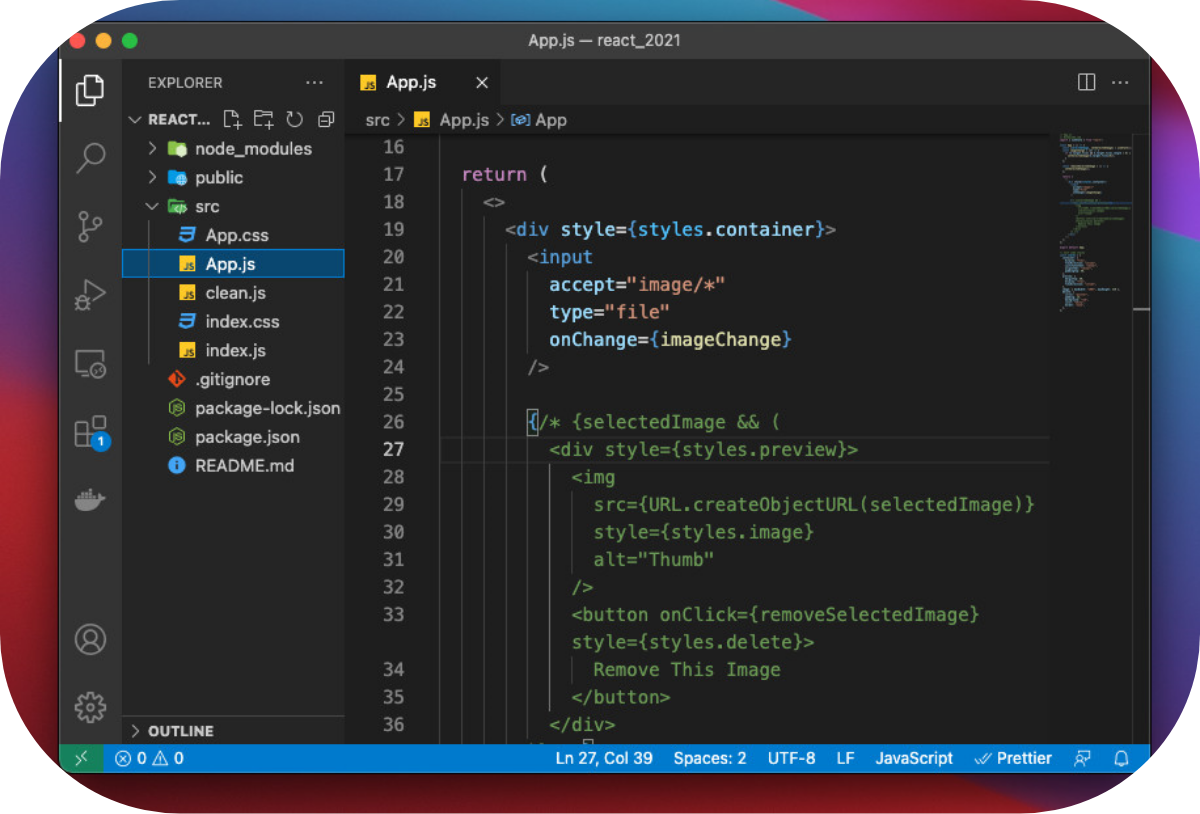 App.js — react_2021
EXPLORER
REACT...
node_modules
public
src
App.css
App.js
clean.js
index.css
index.js
.gitignore
package-lock.json
package.json
README.md
OUTLINE
App.js
src > App.js > App
16
17 return (
18 <>
19 <div style={styles.container}>
20 <input
21 accept="image/*"
22 type="file"
23 onChange={imageChange}
24 />
25
26 {/* {selectedImage && (
27 <div style={styles.preview}>
28 <img
29 src={URL.createObjectURL(selectedImage)}
30 style={styles.image}
31 alt="Thumb"
32 />
33 <button onClick={removeSelectedImage}
style={styles.delete}>
34 Remove This Image
35 </button>
36 </div>
1
0 0 Ln 27, Col 39 Spaces: 2 UTF-8 LF JavaScript Prettier